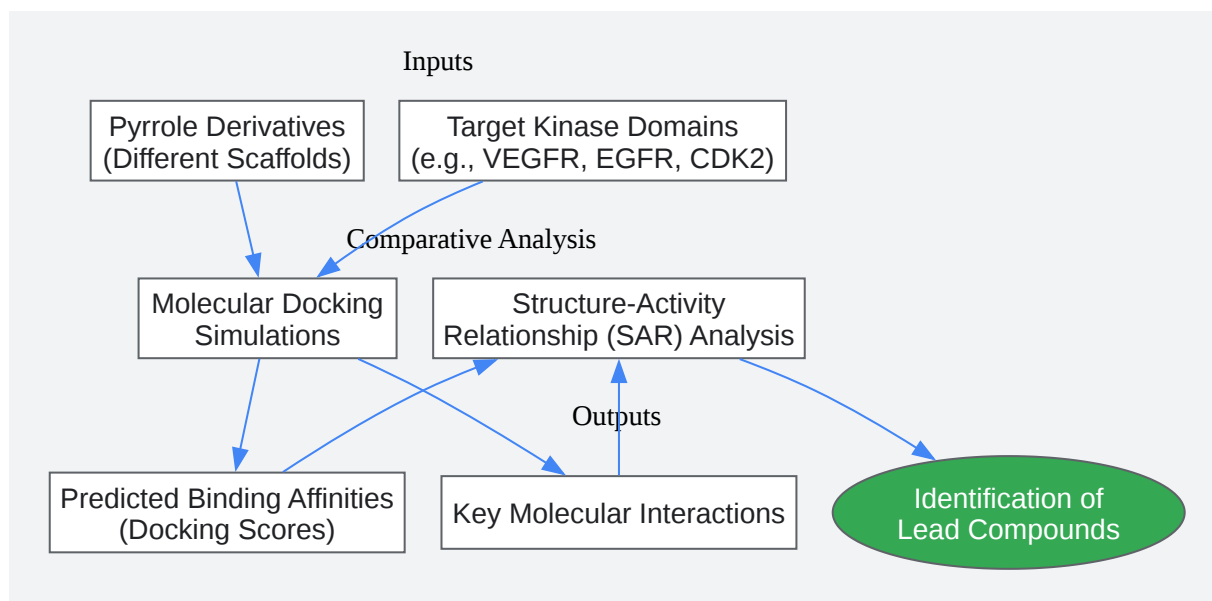 Inputs
Pyrrole Derivatives
(Different Scaffolds)
Target Kinase Domains
(e.g., VEGFR, EGFR, CDK2)
Comparative Analysis
Molecular Docking
Simulations
Structure-Activity
Relationship (SAR) Analysis
Outputs
Predicted Binding Affinities
(Docking Scores)
Key Molecular Interactions
Identification of
Lead Compounds